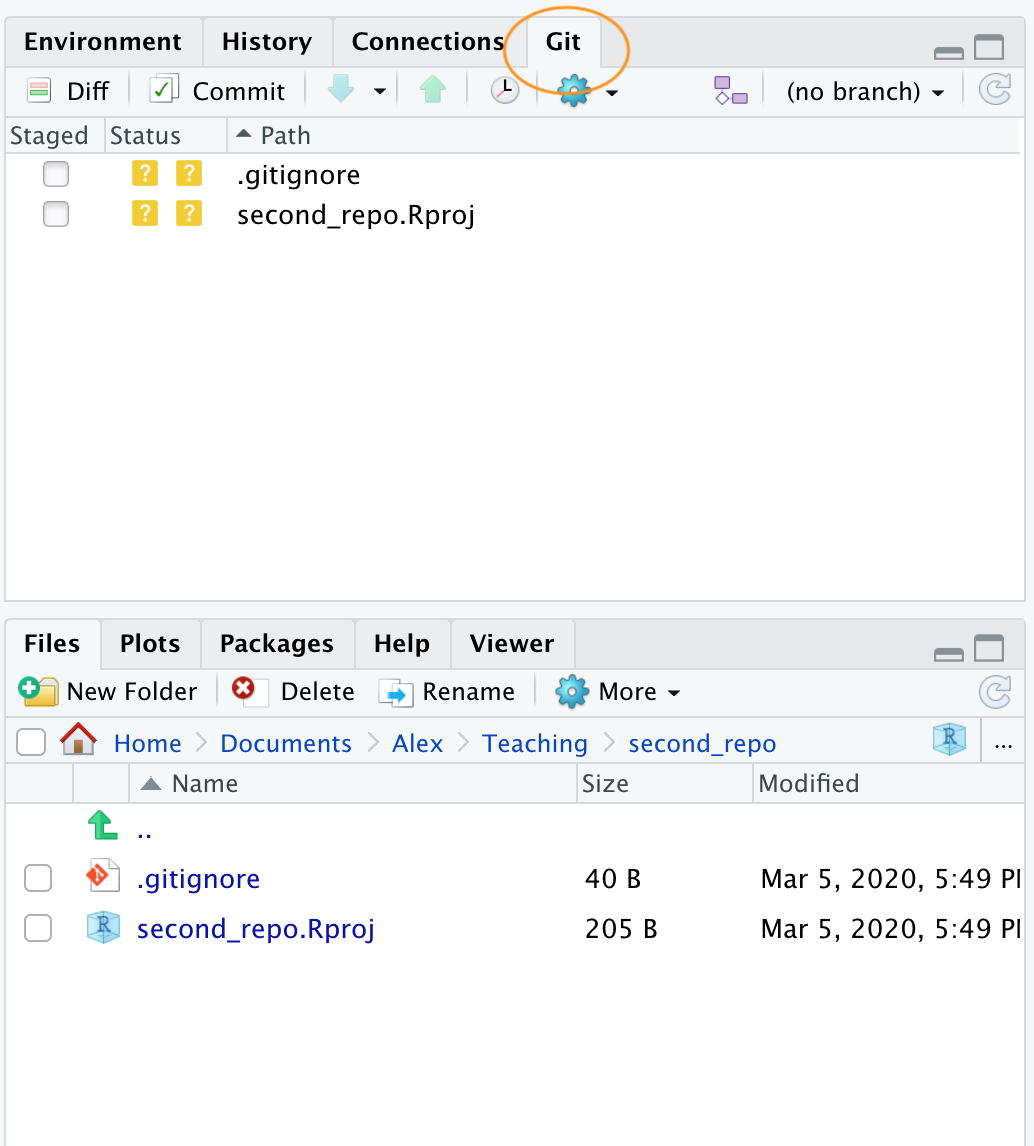 Environment History Connections Git
Diff Commit (no branch)
Staged Status Path
? ? .gitignore
? ? second_repo.Rproj
Files Plots Packages Help Viewer
New Folder Delete Rename More
Home Documents Alex Teaching second_repo R ...
Name Size Modified
..
.gitignore 40 B Mar 5, 2020, 5:49
R second_repo.Rproj 205 B Mar 5, 2020, 5:49